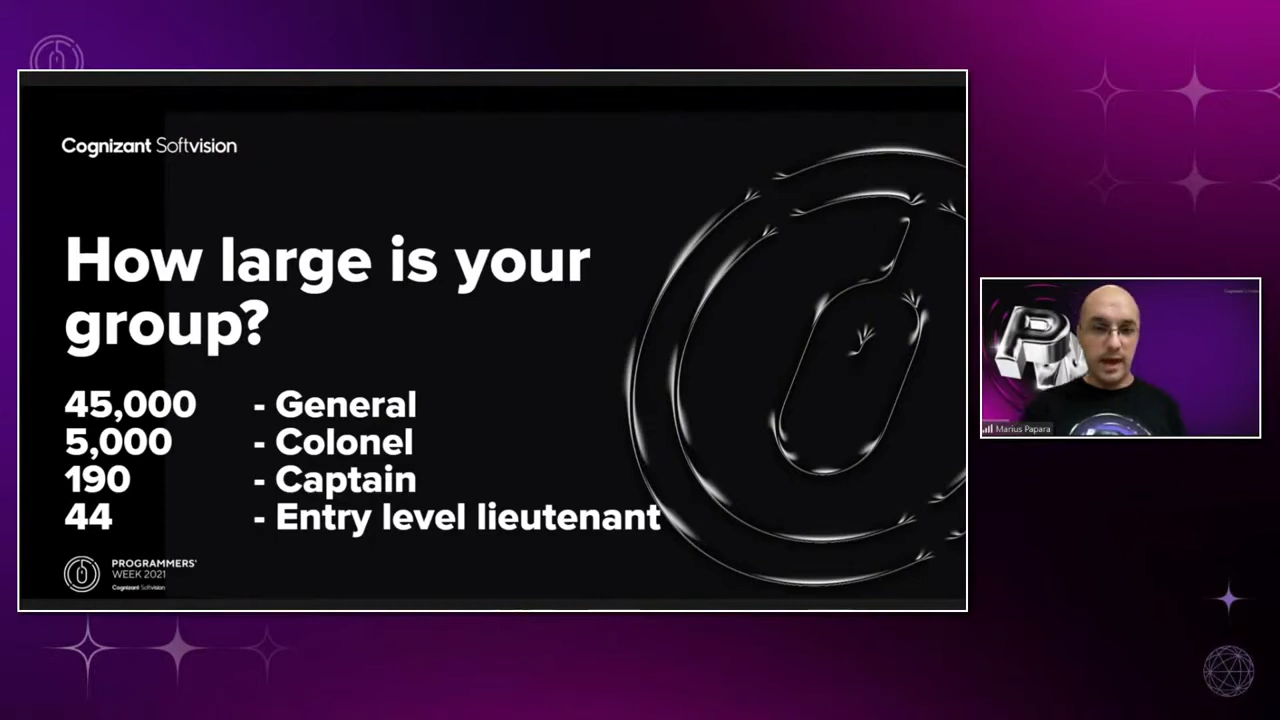 Cognizant Softvision
How large is your
group?
45,000 - General
5,000 - Colonel
190 - Captain
44 - Entry level lieutenant
PROGRAMMERS'
WEEK 2021
Cognizant Softvision
Marius Papara